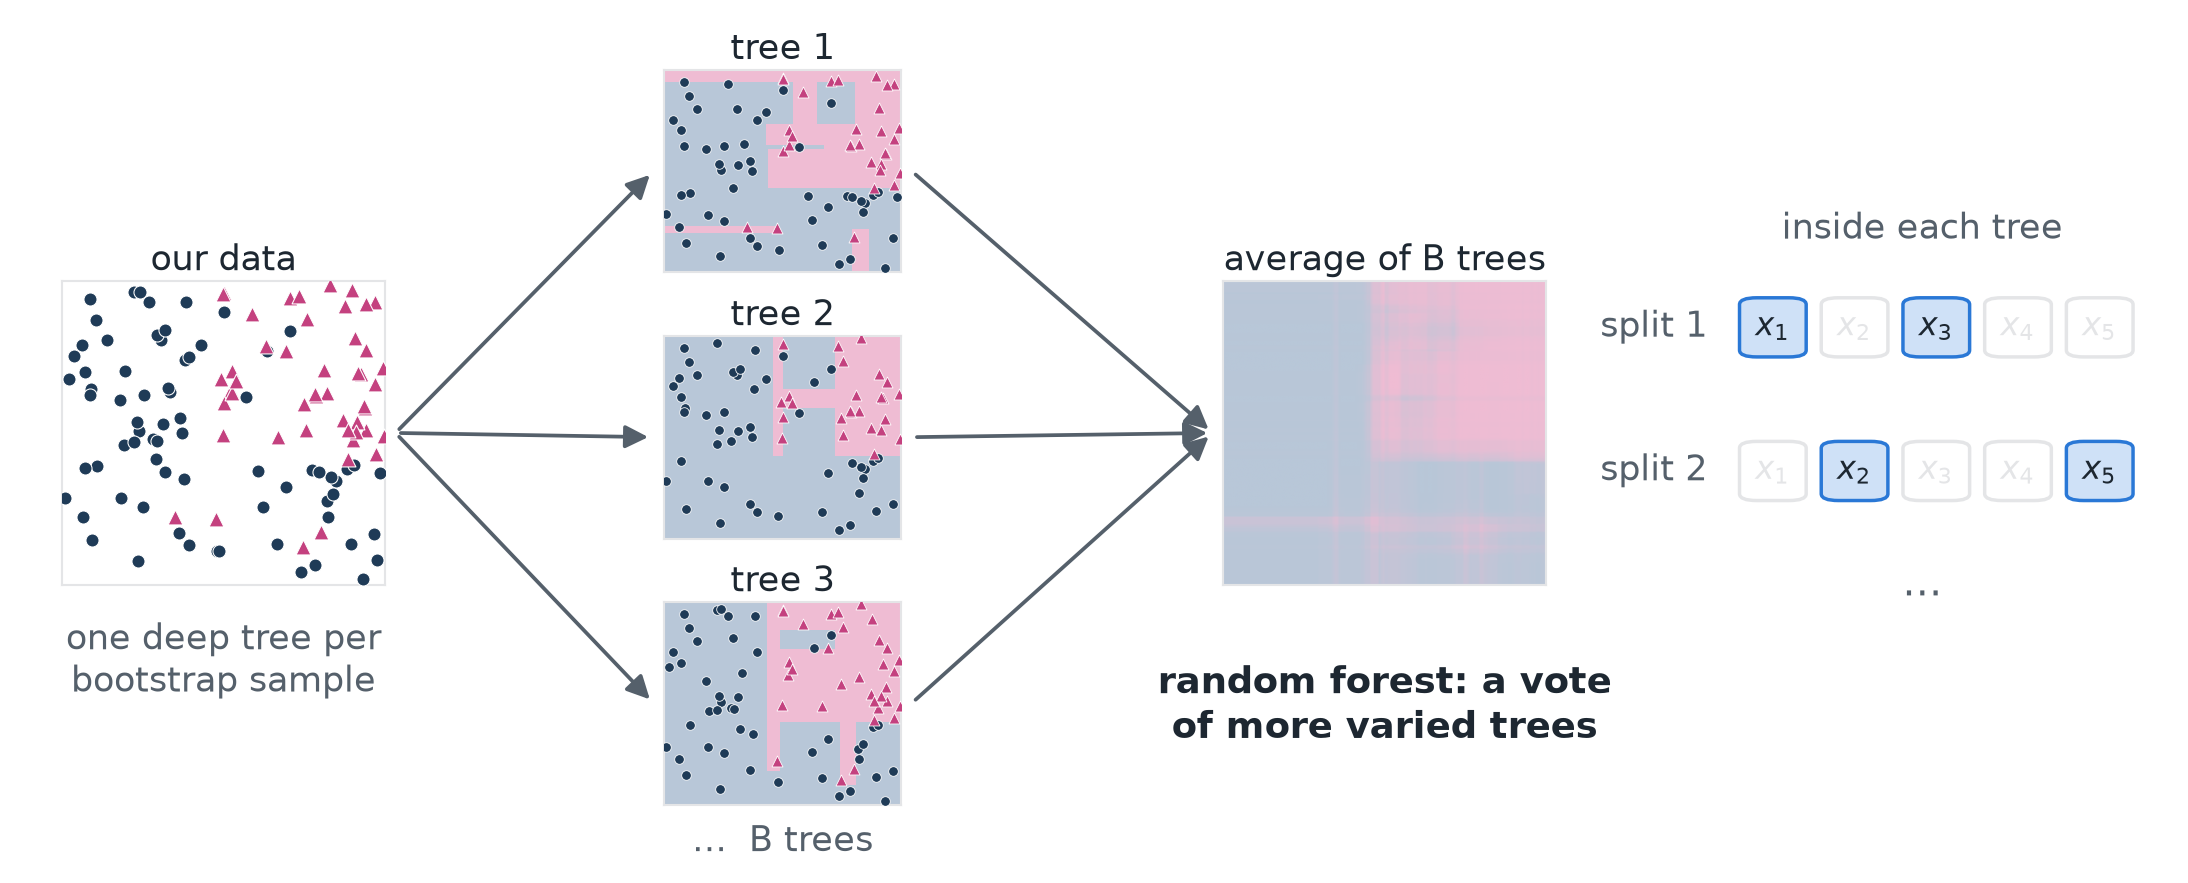 our data
one deep tree per
bootstrap sample
tree 1
tree 2
tree 3
... B trees
average of B trees
random forest: a vote
of more varied trees
inside each tree
split 1 x₁ x₂ x₃ x₄ x₅
split 2 x₁ x₂ x₃ x₄ x₅
...